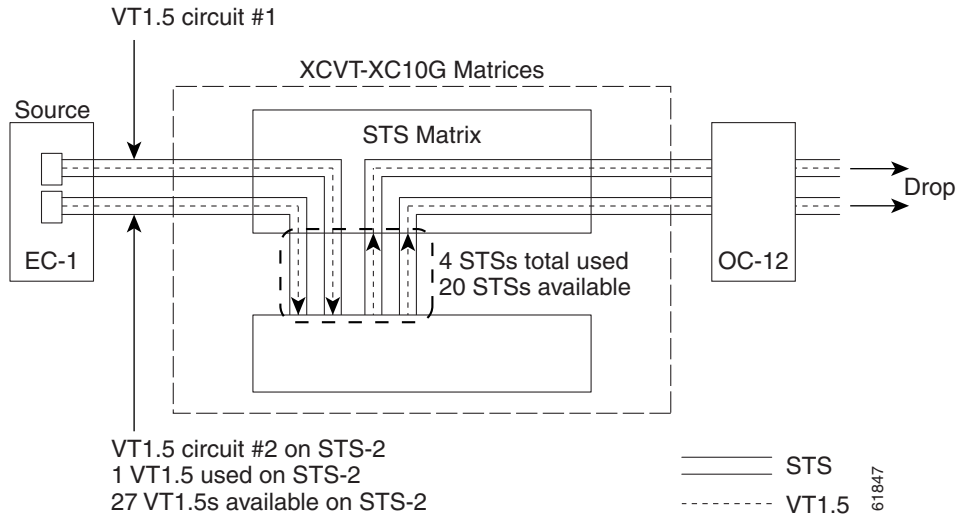 VT1.5 circuit #1
XCVT-XC10G Matrices
Source
STS Matrix
Drop
EC-1
4 STSs total used
20 STSs available
OC-12
VT1.5 circuit #2 on STS-2
1 VT1.5 used on STS-2
27 VT1.5s available on STS-2
STS
VT1.5
61847